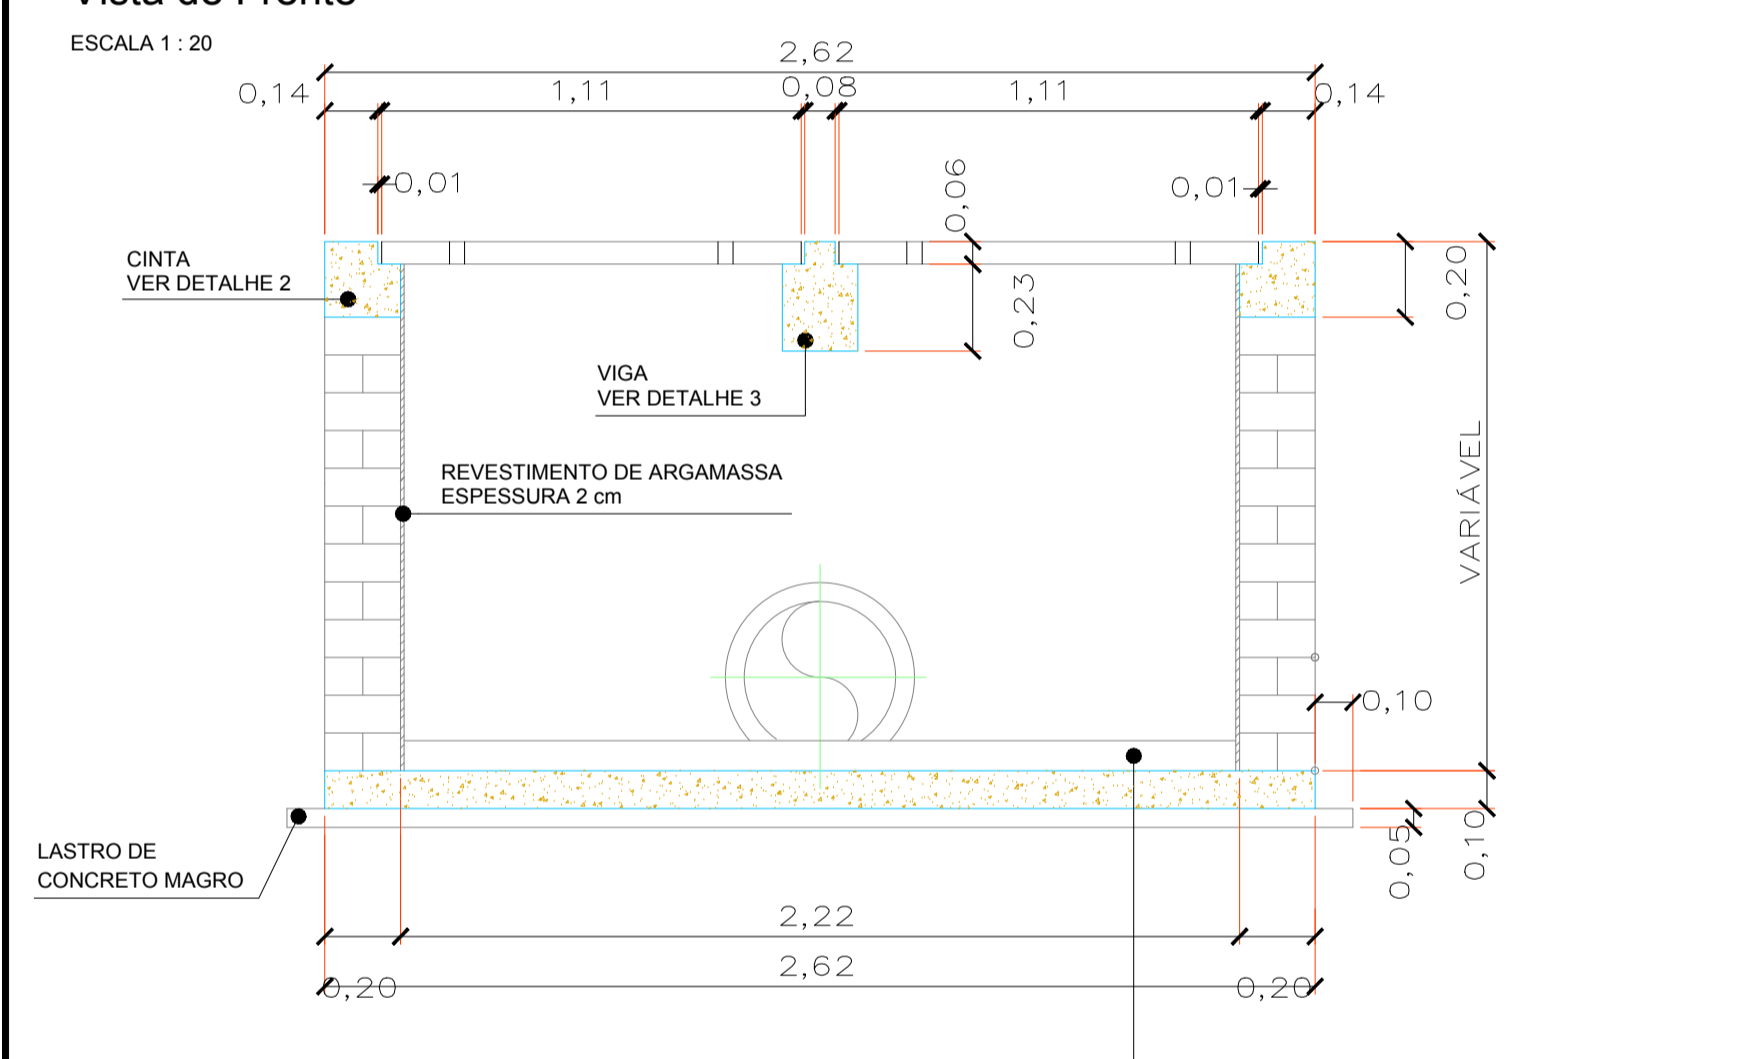 Vista de Frente
ESCALA 1 : 20
2,62
0,14
1,11
0,08
1,11
0,14
0,01
0,06
0,01
CINTA
VER DETALHE 2
0,23
0,20
VIGA
VER DETALHE 3
REVESTIMENTO DE ARGAMASSA
ESPESSURA 2 cm
VARIÁVEL
0,10
LASTRO DE
CONCRETO MAGRO
0,05
0,10
2,22
2,62
0,20
0,20